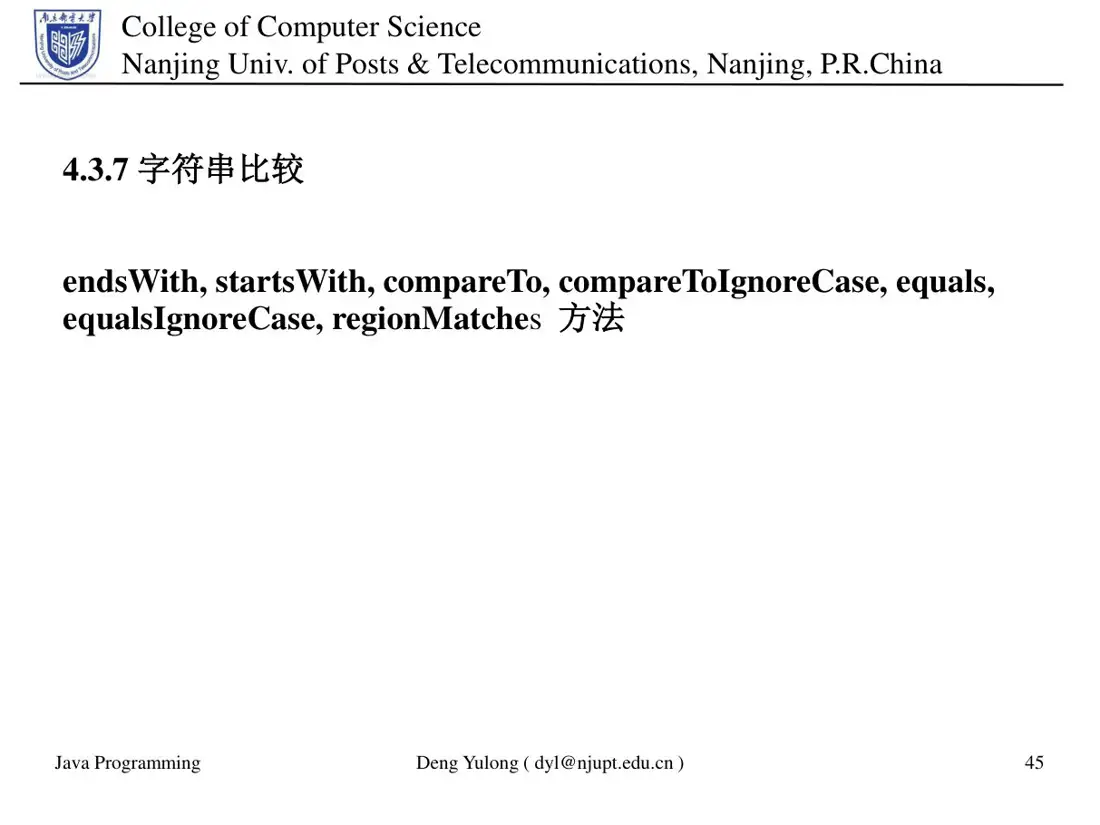 College of Computer Science
Nanjing Univ. of Posts & Telecommunications, Nanjing, P.R.China
4.3.7 字符串比较
endsWith, startsWith, compareTo, compareToIgnoreCase, equals,
equalsIgnoreCase, regionMatches 方法
Java Programming
Deng Yulong ( dyl@njupt.edu.cn )
45